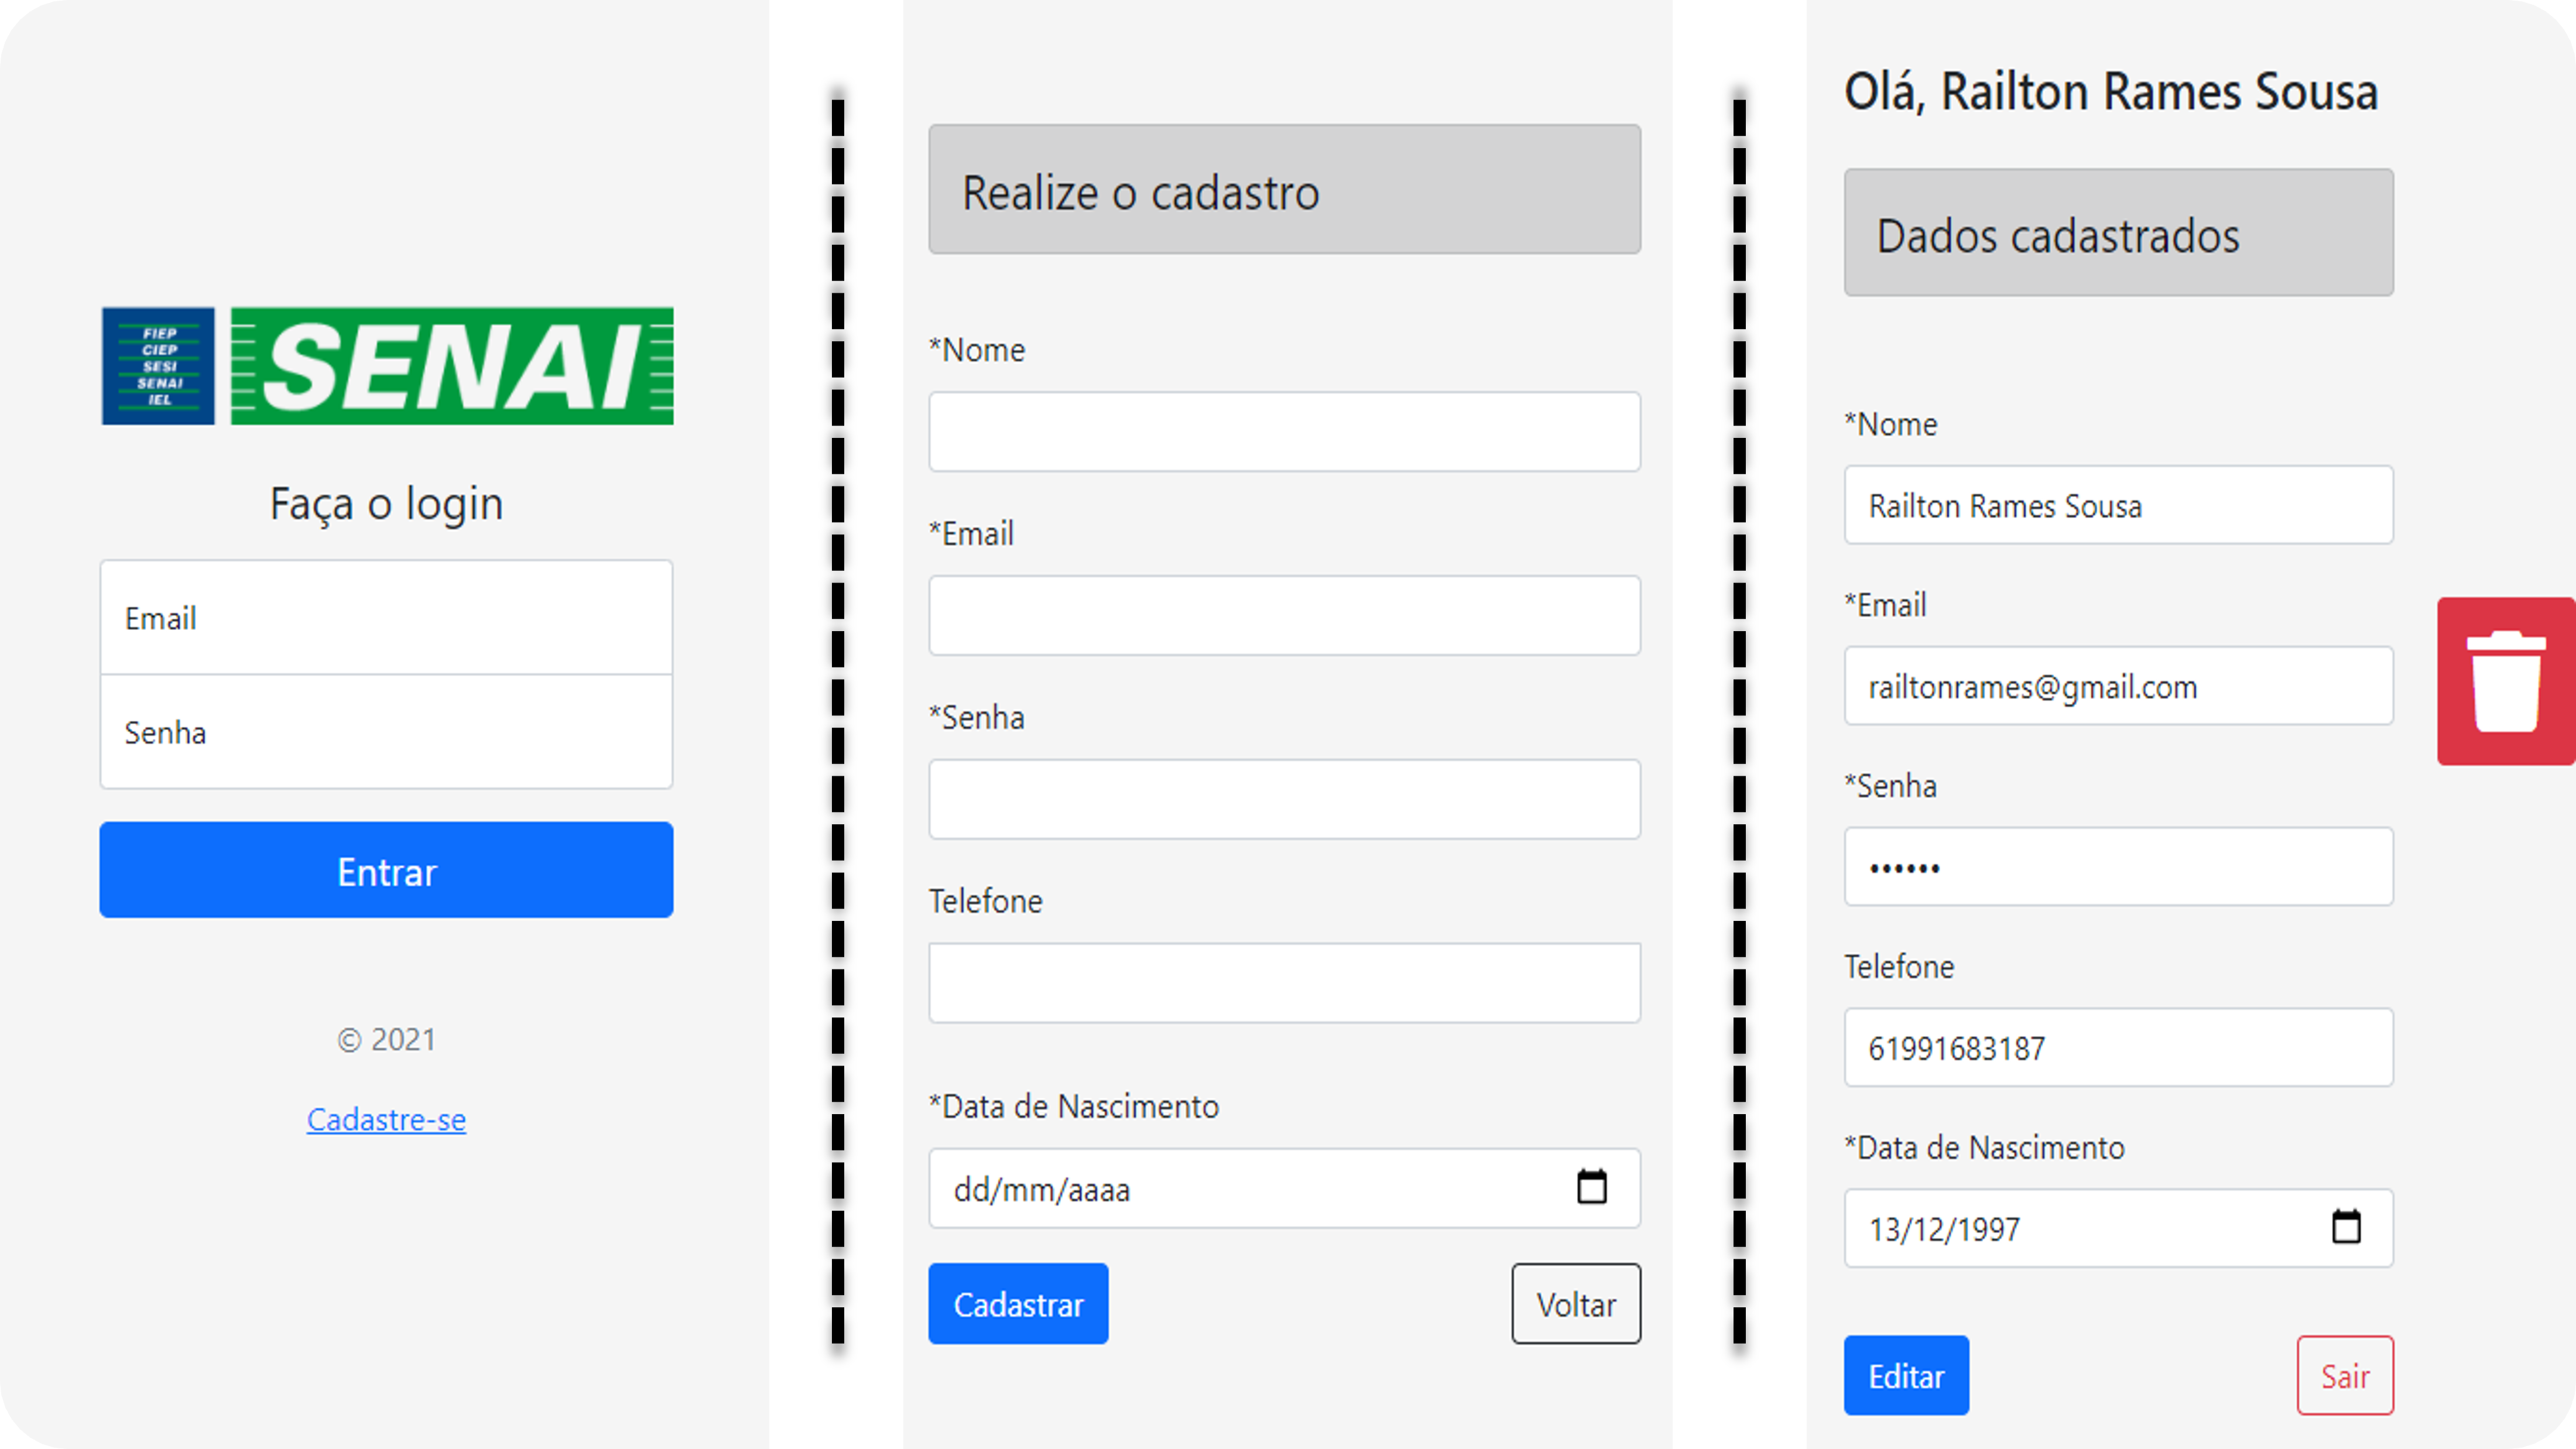 FIEP
CIEP
SESI
SENAI
IEL
SENAI
Faça o login
Email
Senha
Entrar
© 2021
Cadastre-se
Realize o cadastro
*Nome
*Email
*Senha
Telefone
*Data de Nascimento
dd/mm/aaaa
Cadastrar
Voltar
Olá, Railton Rames Sousa
Dados cadastrados
*Nome
Railton Rames Sousa
*Email
railtonrames@gmail.com
*Senha
••••••
Telefone
61991683187
*Data de Nascimento
13/12/1997
Editar
Sair